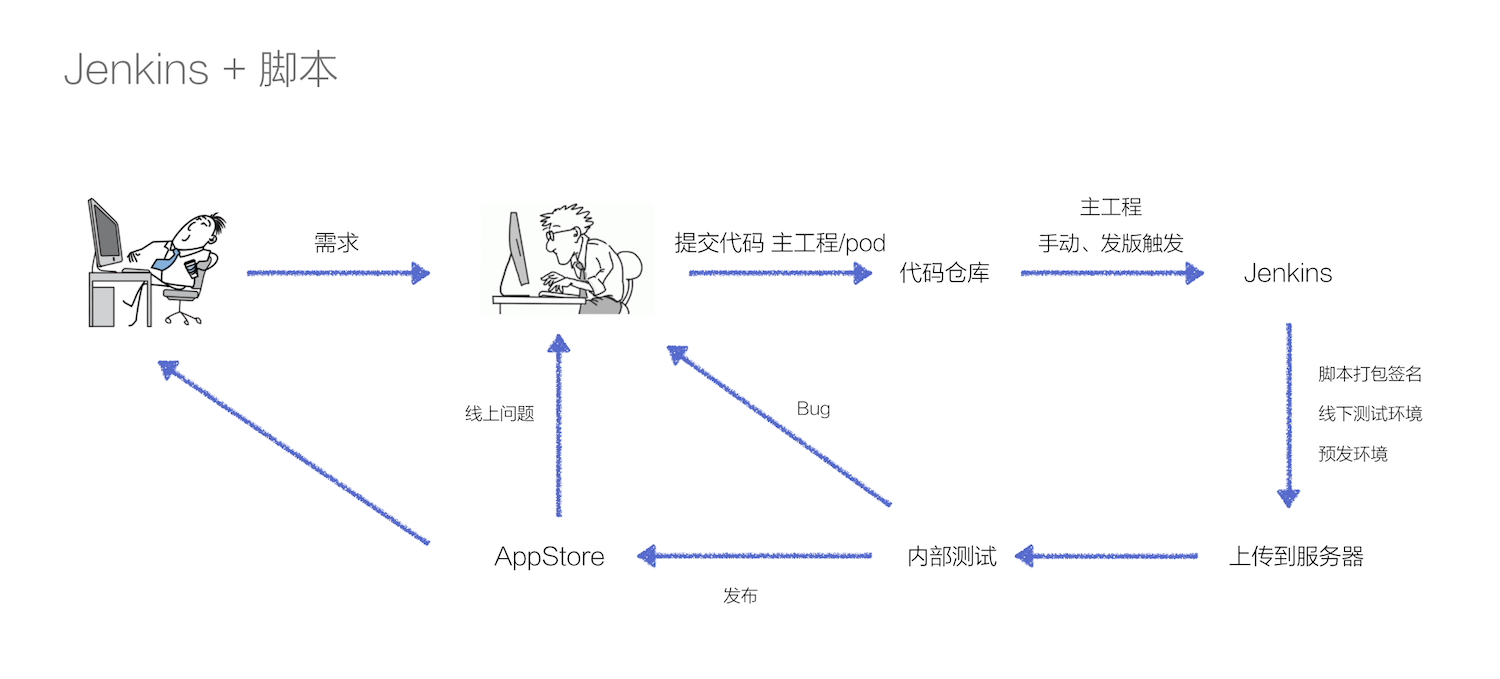 Jenkins + 脚本
需求
提交代码 主工程/pod
代码仓库
主工程
手动、发版触发
Jenkins
脚本打包签名
线下测试环境
预发环境
线上问题
Bug
AppStore
发布
内部测试
上传到服务器